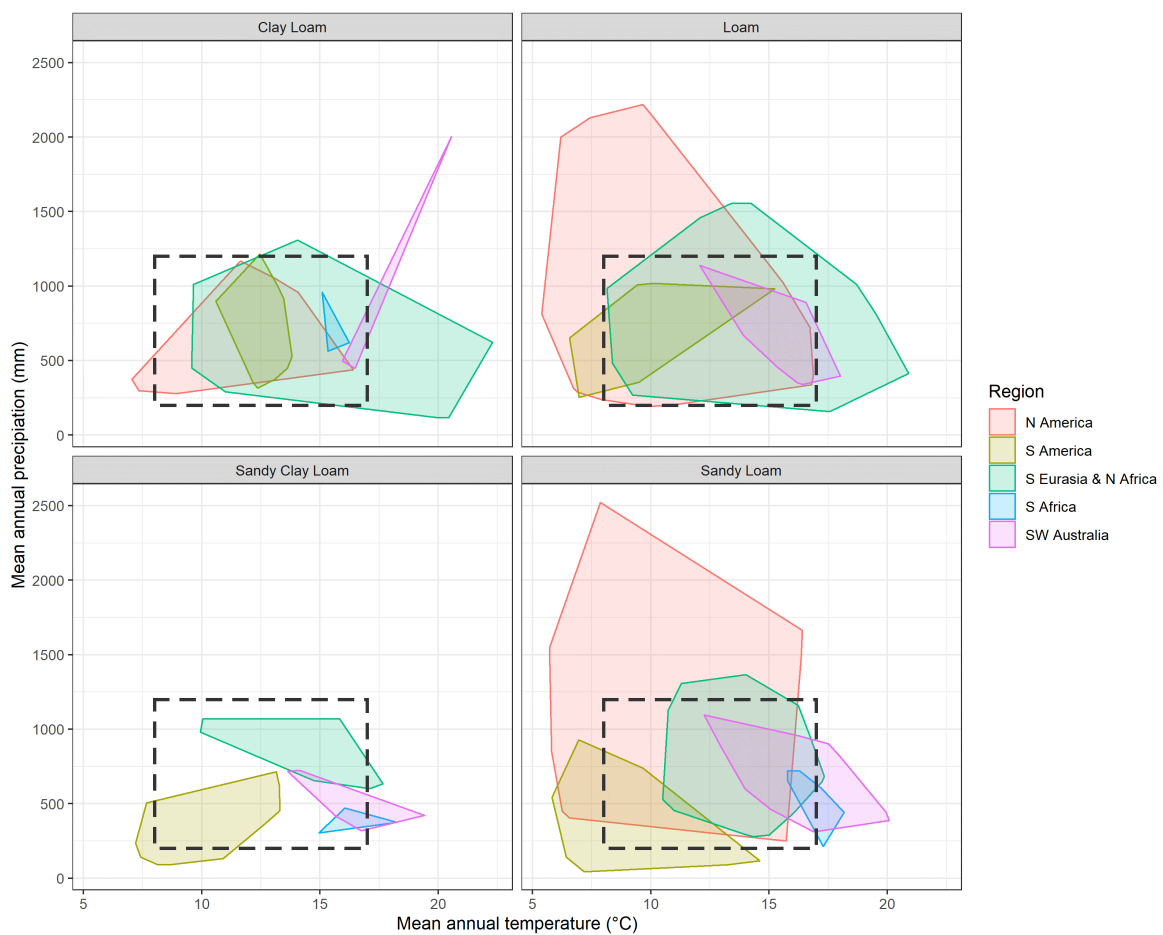 Clay Loam
Loam
2500
2000
1500
1000
500
0
Sandy Clay Loam
Sandy Loam
2500
2000
1500
1000
500
0
5
10
15
20
5
10
15
20
Mean annual temperature (°C)
Mean annual precipiation (mm)
Region
N America
S America
S Eurasia & N Africa
S Africa
SW Australia